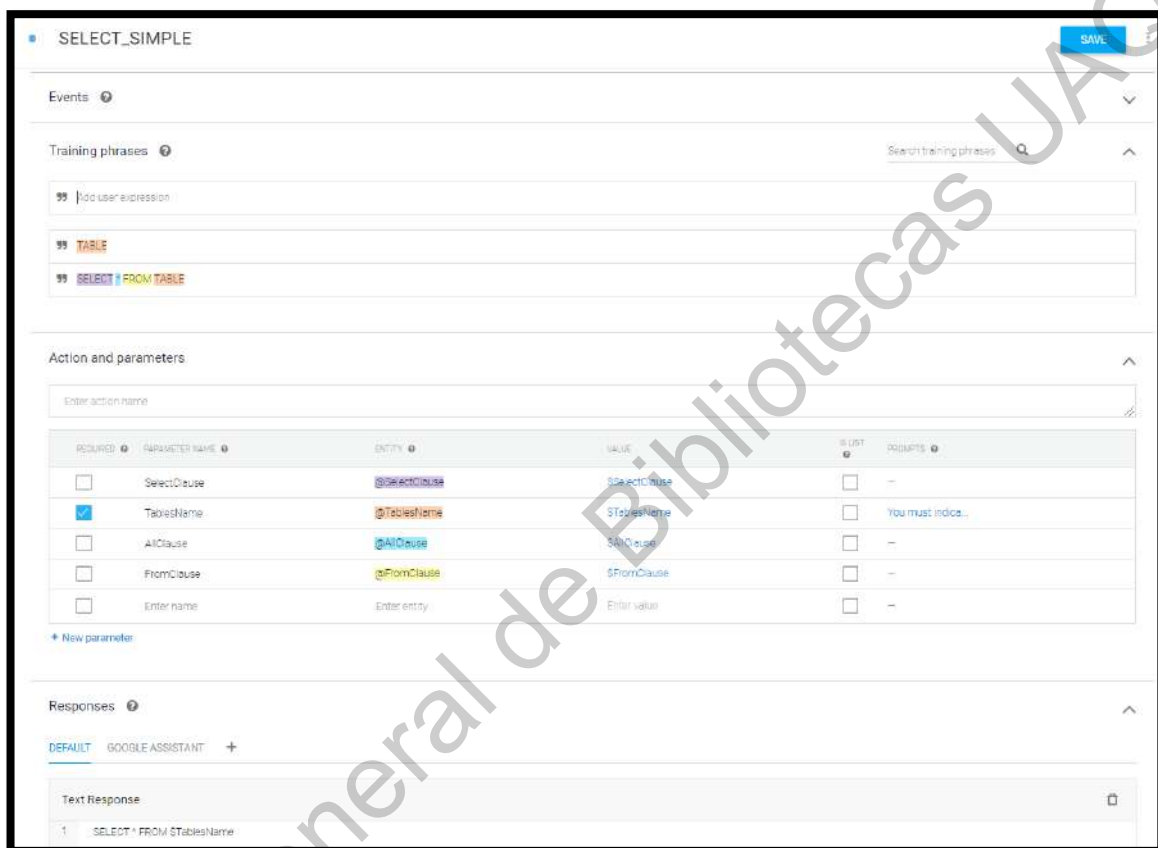 SELECT_SIMPLE
SAVE
Events
Training phrases
Search training phrases
Add user expression
TABLE
SELECT * FROM TABLE
Action and parameters
Enter action name
REQUIRED PARAMETER NAME ENTITY VALUE IS LIST PROMPTS
SelectClause @SelectClause $SelectClause –
TablesName @TablesName $TablesName You must indica...
AllClause @AllClause $AllClause –
FromClause @FromClause $FromClause –
Enter name Enter entity Enter value –
+ New parameter
Responses
DEFAULT GOOGLE ASSISTANT +
Text Response
1 SELECT * FROM $TablesName
neral de Bibliotecas